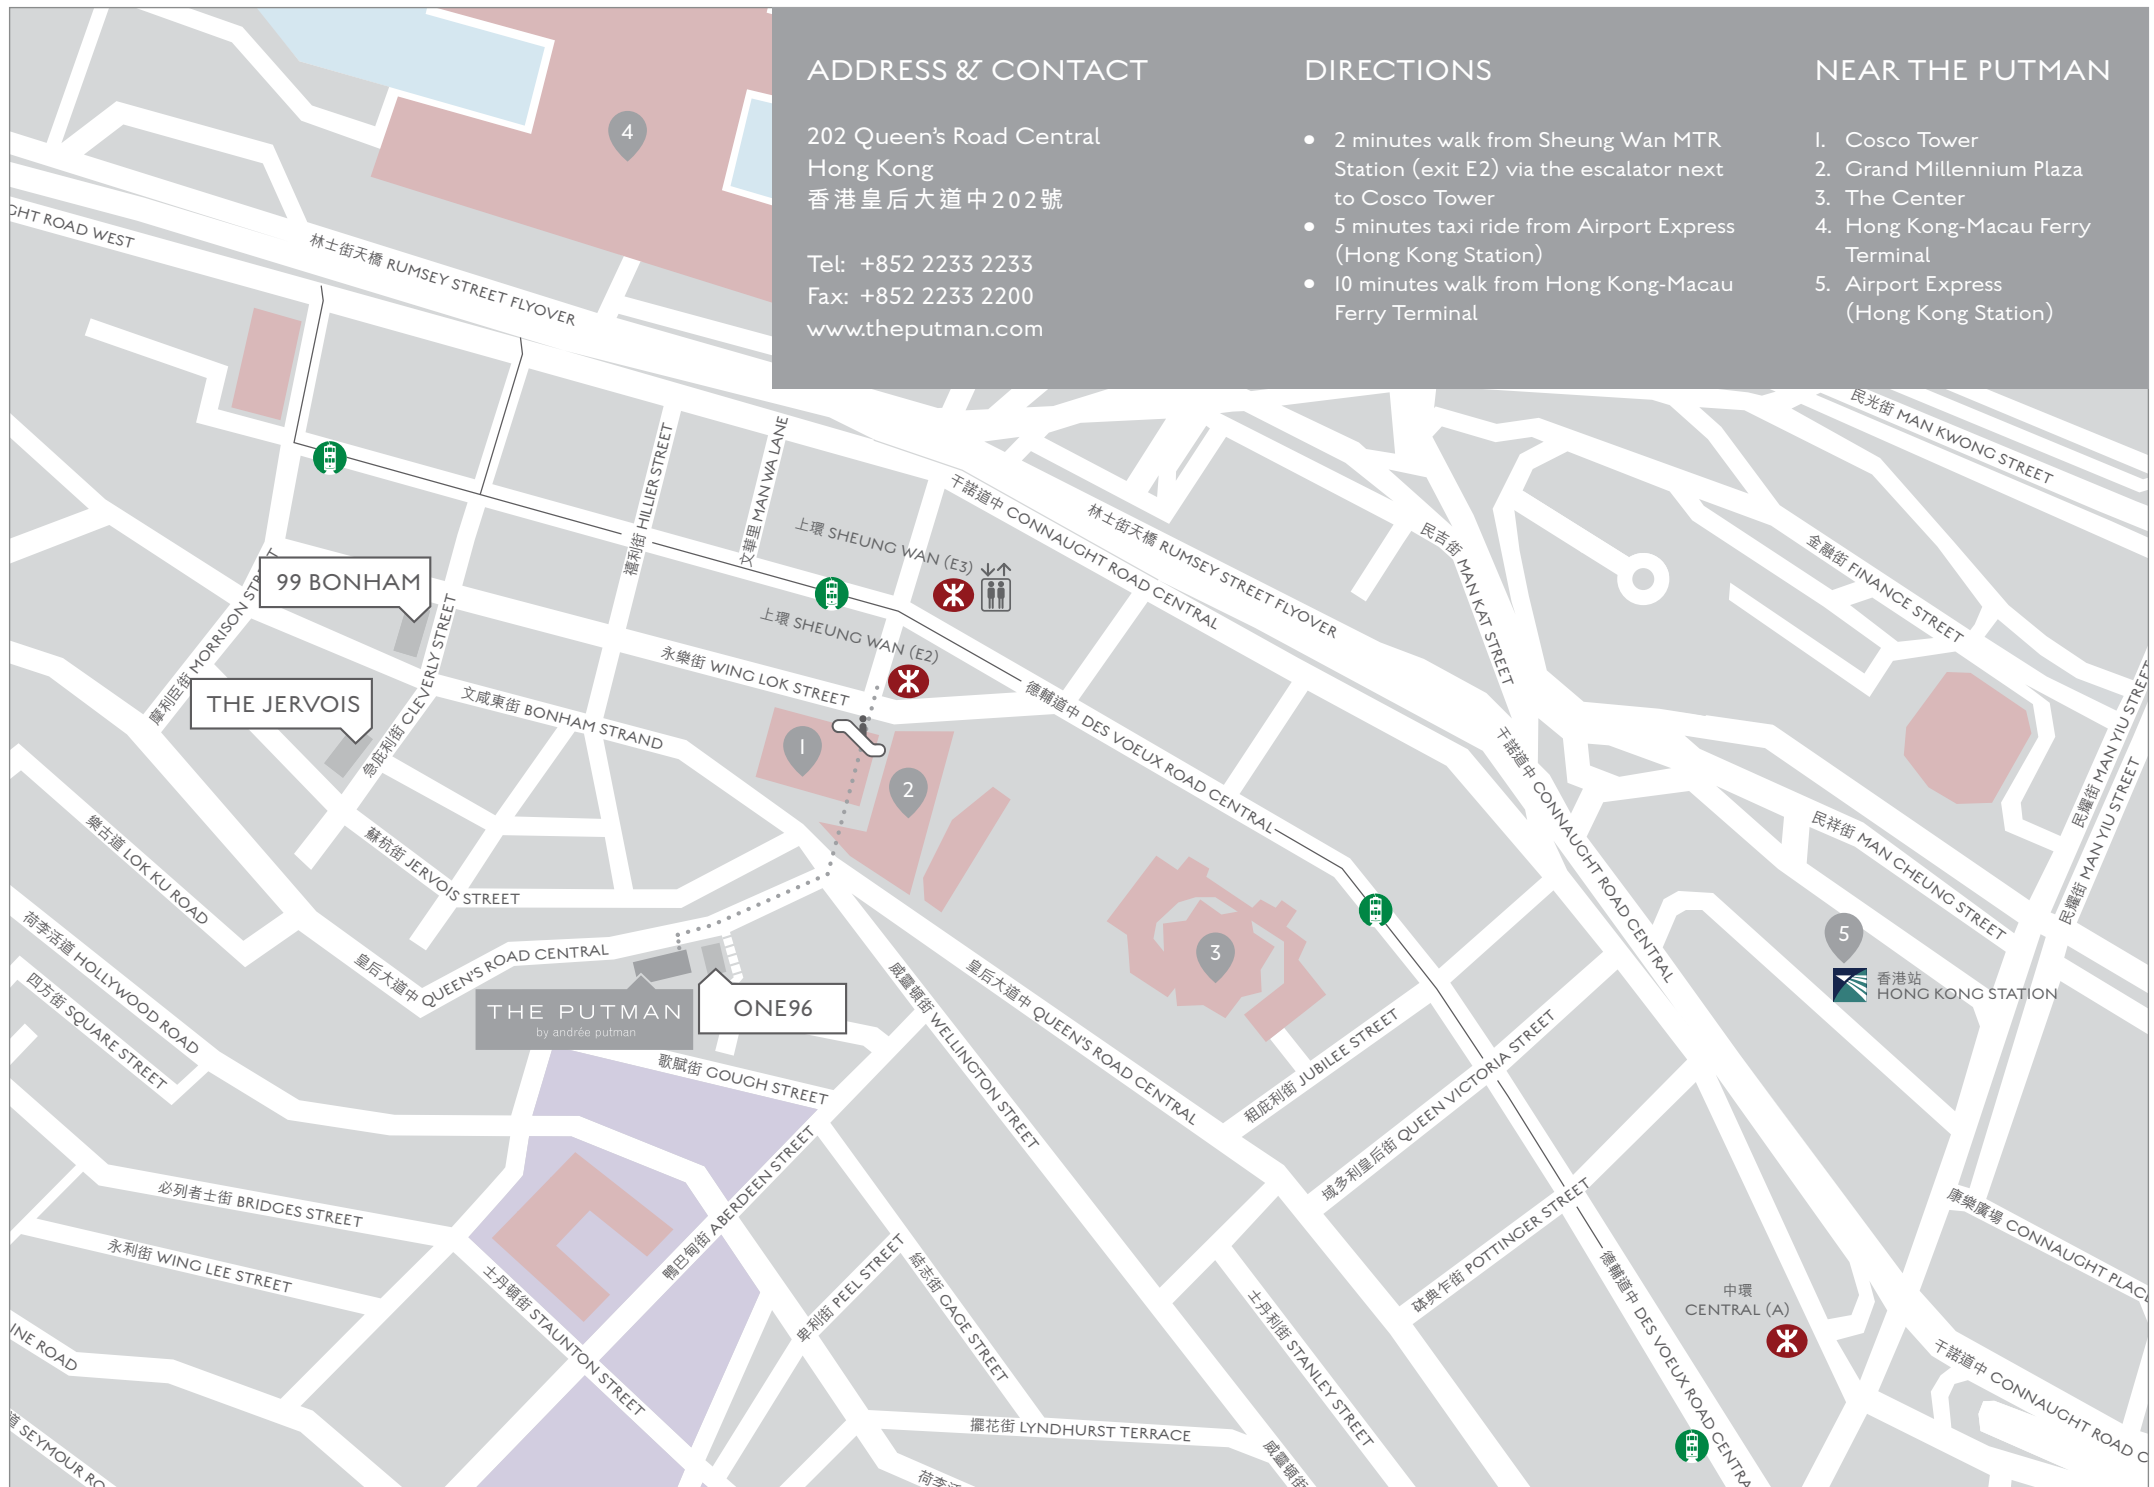 ADDRESS & CONTACT
202 Queen's Road Central
Hong Kong
香港皇后大道中202號
Tel: +852 2233 2233
Fax: +852 2233 2200
www.theputman.com
DIRECTIONS
• 2 minutes walk from Sheung Wan MTR
Station (exit E2) via the escalator next
to Cosco Tower
• 5 minutes taxi ride from Airport Express
(Hong Kong Station)
• 10 minutes walk from Hong Kong-Macau
Ferry Terminal
NEAR THE PUTMAN
1. Cosco Tower
2. Grand Millennium Plaza
3. The Center
4. Hong Kong-Macau Ferry
Terminal
5. Airport Express
(Hong Kong Station)
4
GHT ROAD WEST
林士街天橋 RUMSEY STREET FLYOVER
民光街 MAN KWONG STREET
禧利街 HILLIER STREET
文華里 MAN WA LANE
上環 SHEUNG WAN (E3)
干諾道中 CONNAUGHT ROAD CENTRAL
林士街天橋 RUMSEY STREET FLYOVER
民吉街 MAN KAT STREET
金融街 FINANCE STREET
99 BONHAM
摩利臣街 MORRISON STREET
上環 SHEUNG WAN (E2)
永樂街 WING LOK STREET
THE JERVOIS
急庇利街 CLEVERLY STREET
文咸東街 BONHAM STRAND
德輔道中 DES VOEUX ROAD CENTRAL
民耀街 MAN YIU STREET
民耀街 MAN YIU STREET
1
2
干諾道中 CONNAUGHT ROAD CENTRAL
樂古道 LOK KU ROAD
蘇杭街 JERVOIS STREET
民祥街 MAN CHEUNG STREET
荷李活道 HOLLYWOOD ROAD
四方街 SQUARE STREET
皇后大道中 QUEEN'S ROAD CENTRAL
3
5
香港站
HONG KONG STATION
THE PUTMAN
by andrée putman
ONE96
威靈頓街 WELLINGTON STREET
皇后大道中 QUEEN'S ROAD CENTRAL
租庇利街 JUBILEE STREET
域多利皇后街 QUEEN VICTORIA STREET
歌賦街 GOUGH STREET
鴨巴甸街 ABERDEEN STREET
必列者士街 BRIDGES STREET
永利街 WING LEE STREET
士丹頓街 STAUNTON STREET
卑利街 PEEL STREET
結志街 GAGE STREET
砵典乍街 POTTINGER STREET
康樂廣場 CONNAUGHT PLAC
德輔道中 DES VOEUX ROAD CENTRA
中環
CENTRAL (A)
士丹利街 STANLEY STREET
干諾道中 CONNAUGHT ROAD C
INE ROAD
道 SEYMOUR RO
擺花街 LYNDHURST TERRACE
威靈頓街
荷李活